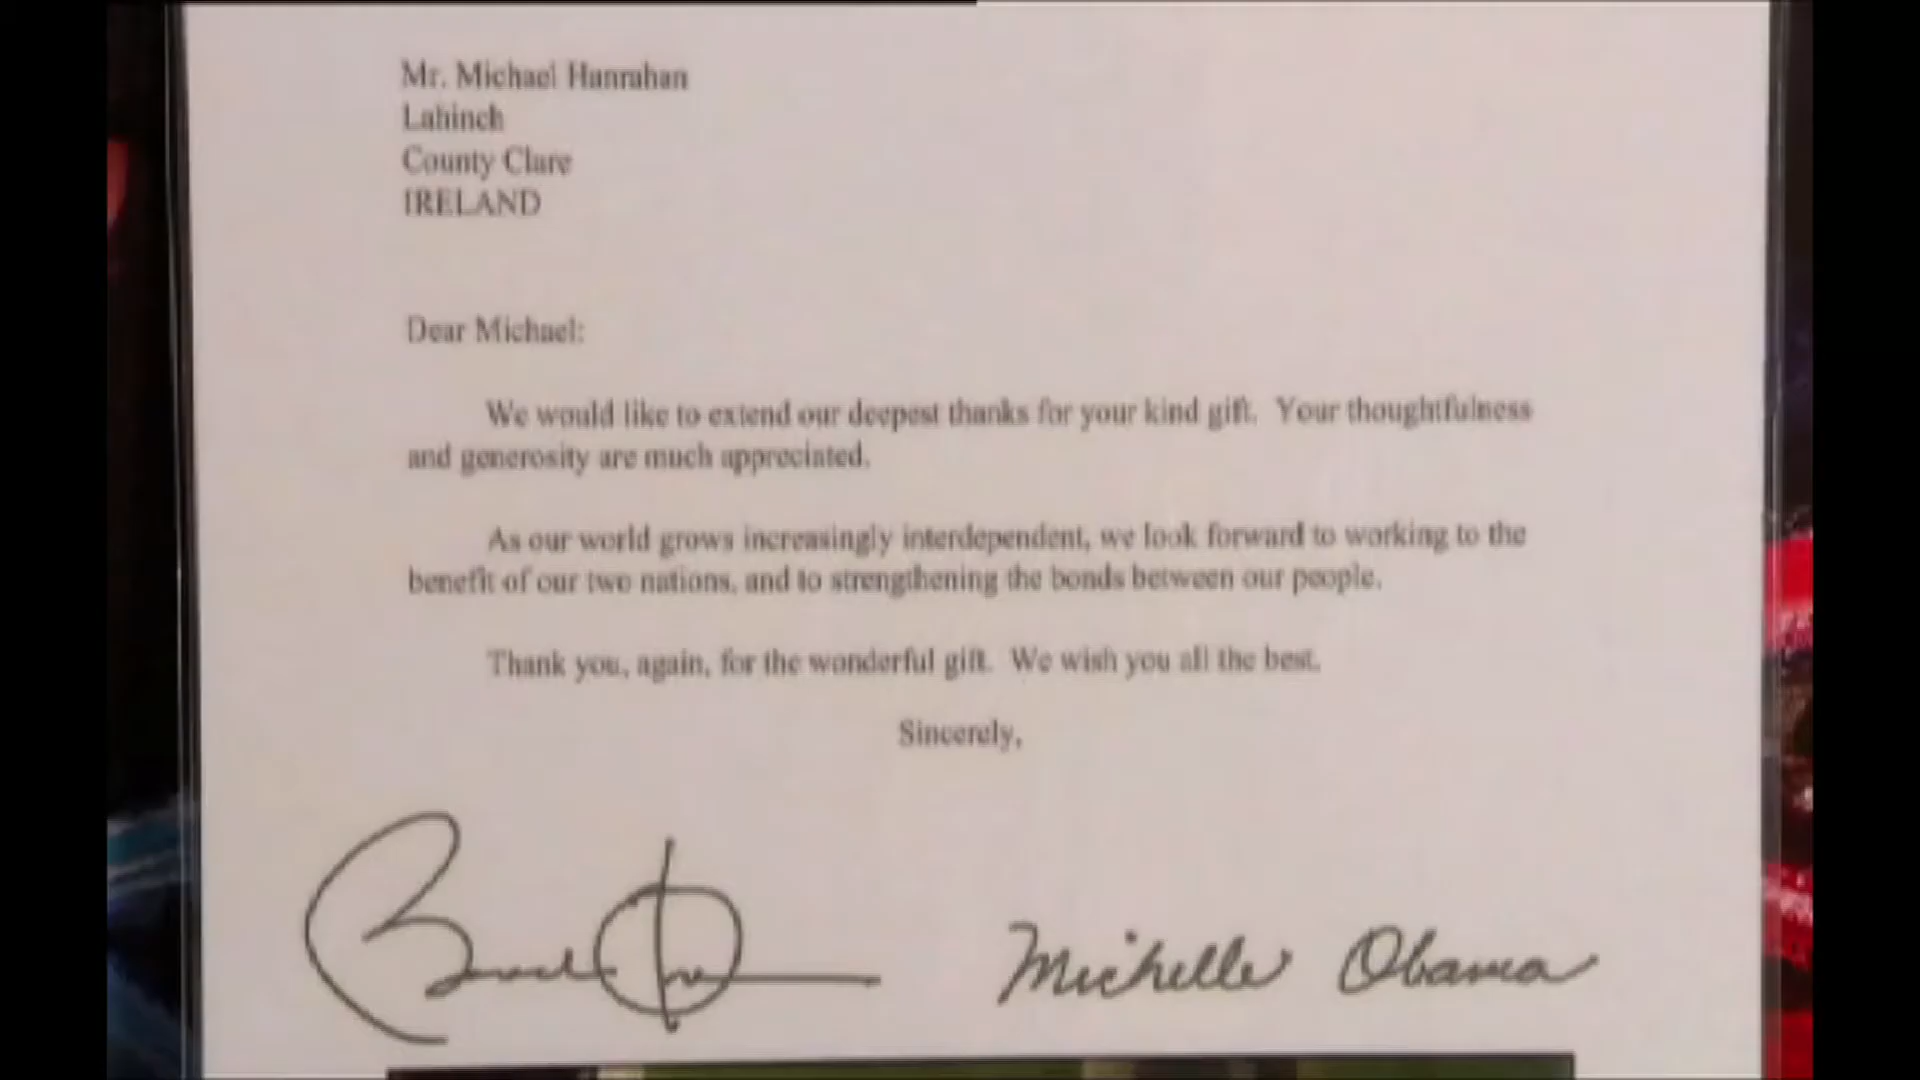 Mr. Michael Hanrahan
Lahinch
County Clare
IRELAND
Dear Michael:
We would like to extend our deepest thanks for your kind gift. Your thoughtfulness
and generosity are much appreciated.
As our world grows increasingly interdependent, we look forward to working to the
benefit of our two nations, and to strengthening the bonds between our people.
Thank you, again, for the wonderful gift. We wish you all the best.
Sincerely,
Barack Obama Michelle Obama